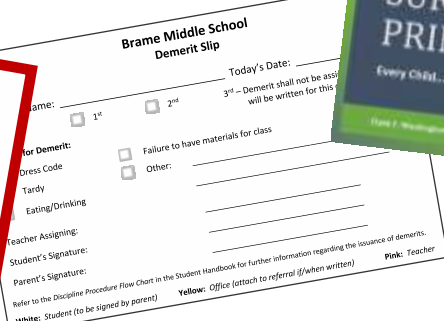 Brame Middle School
Demerit Slip
Name: Today's Date:
1st 2nd 3rd – Demerit shall not be
will be written for this
for Demerit:
Dress Code Failure to have materials for class
Tardy Other:
Eating/Drinking
Teacher Assigning:
Student's Signature:
Parent's Signature:
Refer to the Discipline Procedure Flow Chart in the Student Handbook for further information regarding the issuance of demerits.
White: Student (to be signed by parent) Yellow: Office (attach to referral if/when written) Pink: Teacher
PRI
Every Child